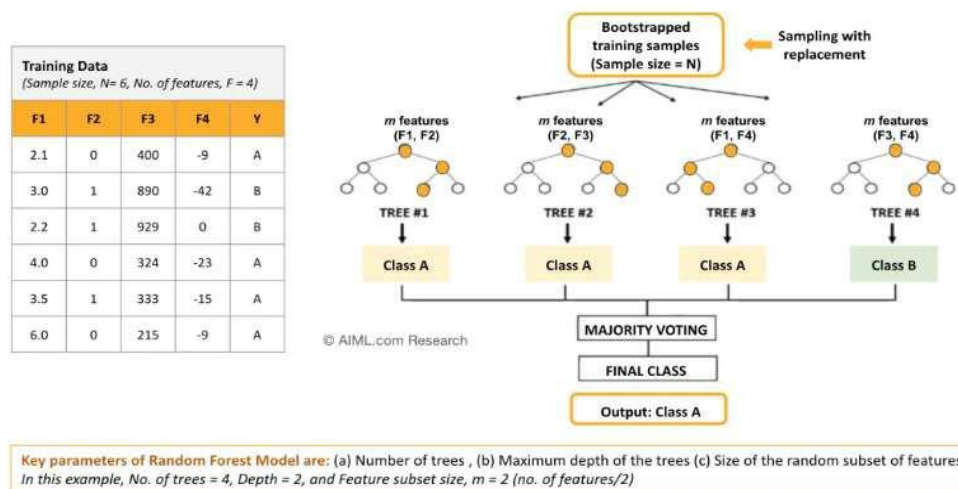 Training Data
(Sample size, N= 6, No. of features, F = 4)
F1 F2 F3 F4 Y
2.1 0 400 -9 A
3.0 1 890 -42 B
2.2 1 929 0 B
4.0 0 324 -23 A
3.5 1 333 -15 A
6.0 0 215 -9 A
Bootstrapped
training samples
(Sample size = N)
Sampling with
replacement
m features
(F1, F2)
m features
(F2, F3)
m features
(F1, F4)
m features
(F3, F4)
TREE #1
TREE #2
TREE #3
TREE #4
Class A
Class A
Class A
Class B
MAJORITY VOTING
© AIML.com Research
FINAL CLASS
Output: Class A
Key parameters of Random Forest Model are: (a) Number of trees , (b) Maximum depth of the trees (c) Size of the random subset of features
In this example, No. of trees = 4, Depth = 2, and Feature subset size, m = 2 (no. of features/2)